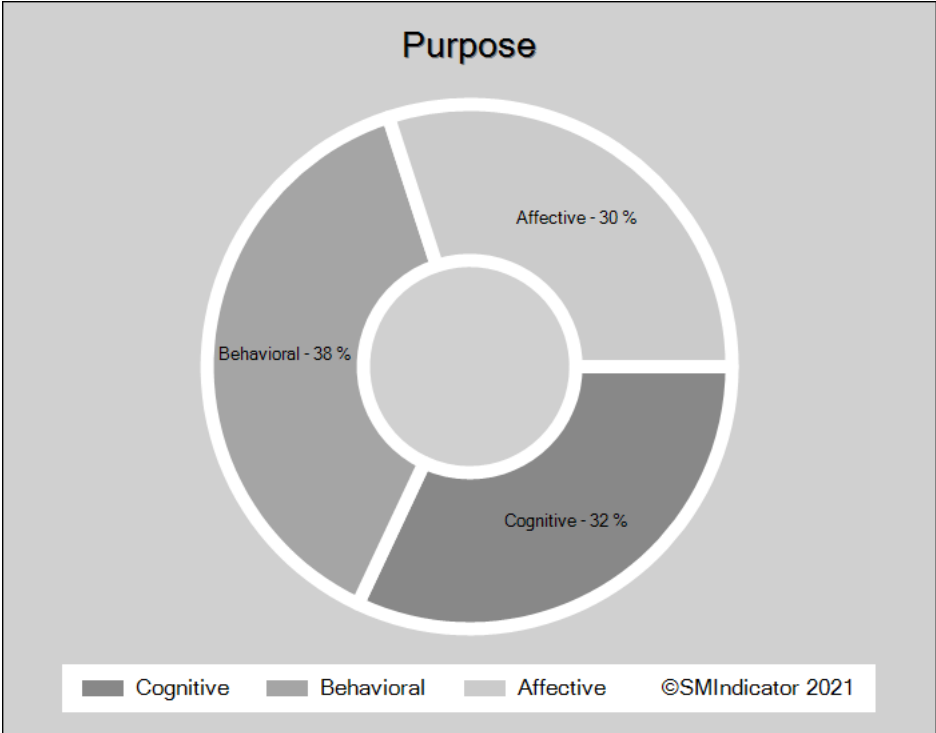 Purpose
Affective - 30 %
Behavioral - 38 %
Cognitive - 32 %
Cognitive Behavioral Affective ©SMIndicator 2021